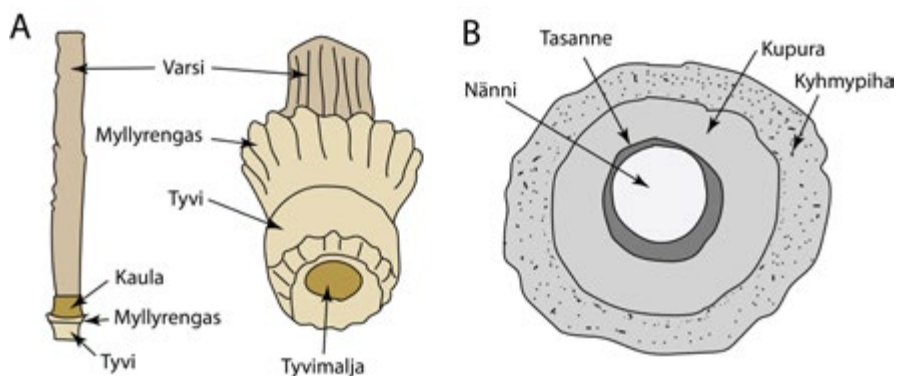 A
Varsi
Myllyrengas
Tyvi
Kaula
Myllyrengas
Tyvi
Tyvimalja
B
Tasanne
Kupura
Nänni
Kyhmypiha